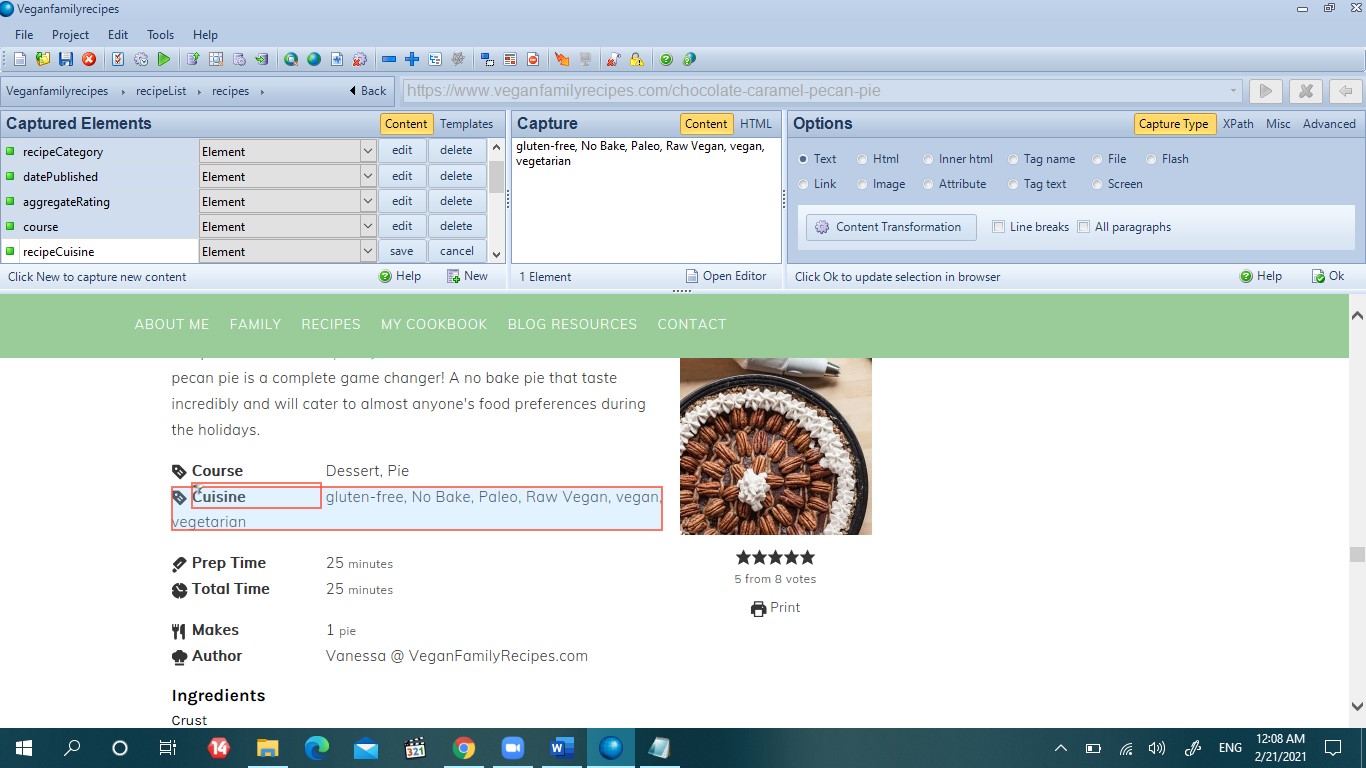 Veganfamilyrecipes
File Project Edit Tools Help
Veganfamilyrecipes recipeList recipes Back https://www.veganfamilyrecipes.com/chocolate-caramel-pecan-pie
Captured Elements Content Templates
recipeCategory Element edit delete
datePublished Element edit delete
aggregateRating Element edit delete
course Element edit delete
recipeCuisine Element save cancel
Click New to capture new content Help New
Capture Content HTML
gluten-free, No Bake, Paleo, Raw Vegan, vegan,
vegetarian
1 Element Open Editor
Options Capture Type XPath Misc Advanced
Text Html Inner html Tag name File Flash
Link Image Attribute Tag text Screen
Content Transformation Line breaks All paragraphs
Click Ok to update selection in browser Help Ok
ABOUT ME FAMILY RECIPES MY COOKBOOK BLOG RESOURCES CONTACT
pecan pie is a complete game changer! A no bake pie that taste
incredibly and will cater to almost anyone's food preferences during
the holidays.
Course Dessert, Pie
Cuisine gluten-free, No Bake, Paleo, Raw Vegan, vegan,
vegetarian
Prep Time 25 minutes
Total Time 25 minutes
Makes 1 pie
Author Vanessa @ VeganFamilyRecipes.com
5 from 8 votes
Print
Ingredients
Crust
14
321
ENG
12:08 AM
2/21/2021